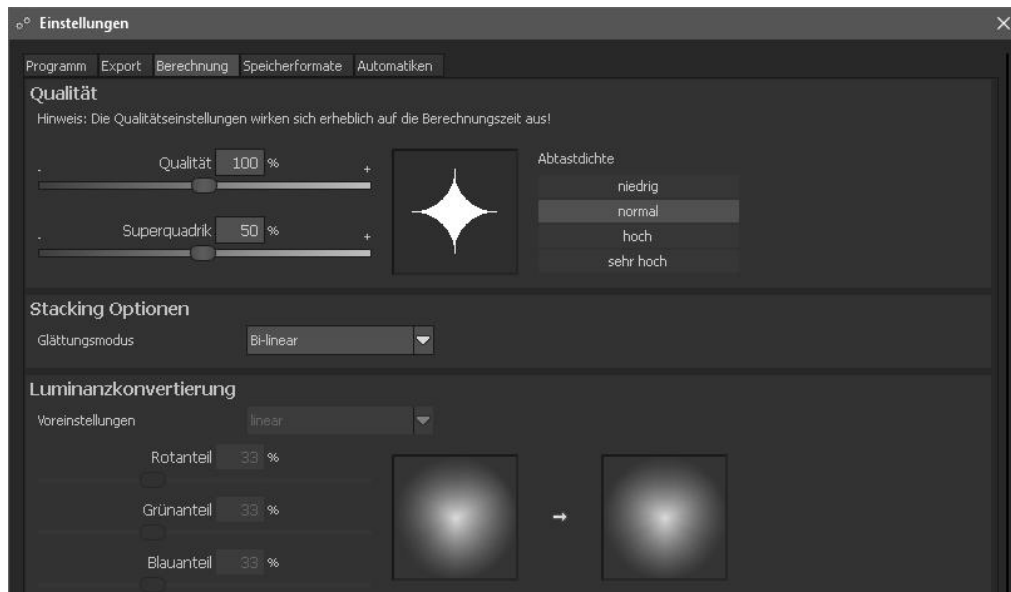 Einstellungen
Programm Export Berechnung Speicherformate Automatiken
Qualität
Hinweis: Die Qualitätseinstellungen wirken sich erheblich auf die Berechnungszeit aus!
Qualität 100 %
- +
Abtastdichte
niedrig
normal
hoch
sehr hoch
Superquadrik 50 %
- +
Stacking Optionen
Glättungsmodus Bi-linear
Luminanzkonvertierung
Voreinstellungen linear
Rotanteil 33 %
Grünanteil 33 %
Blauanteil 33 %